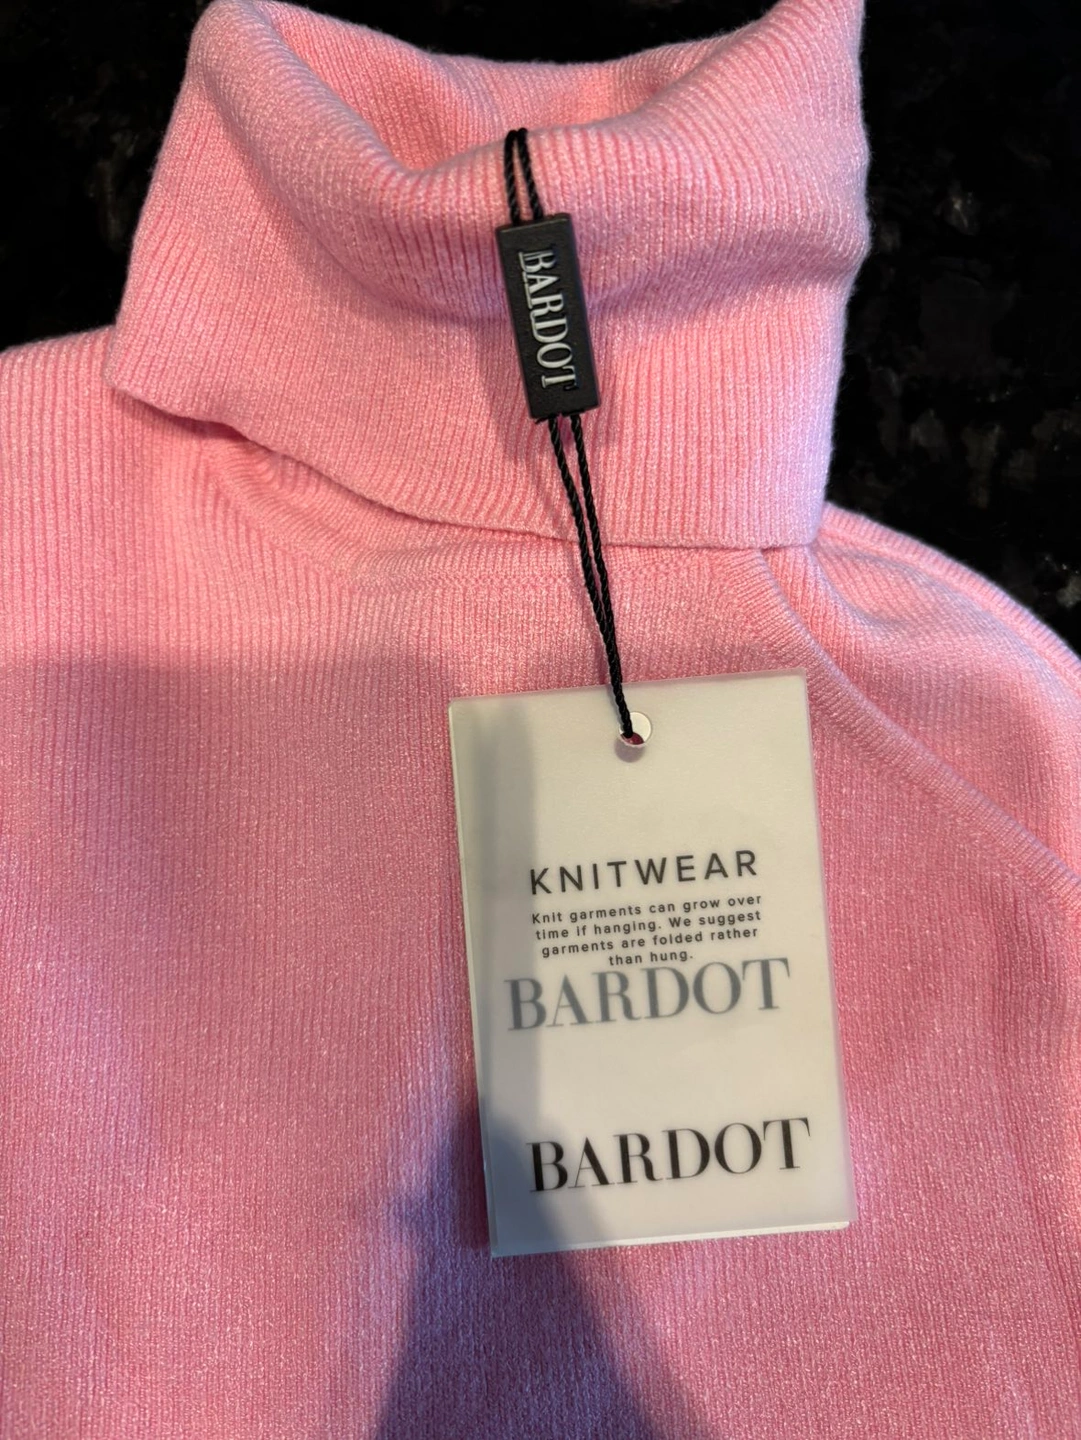 BARDOT
KNITWEAR
Knit garments can grow over
time if hanging. We suggest
garments are folded rather
than hung.
BARDOT
BARDOT